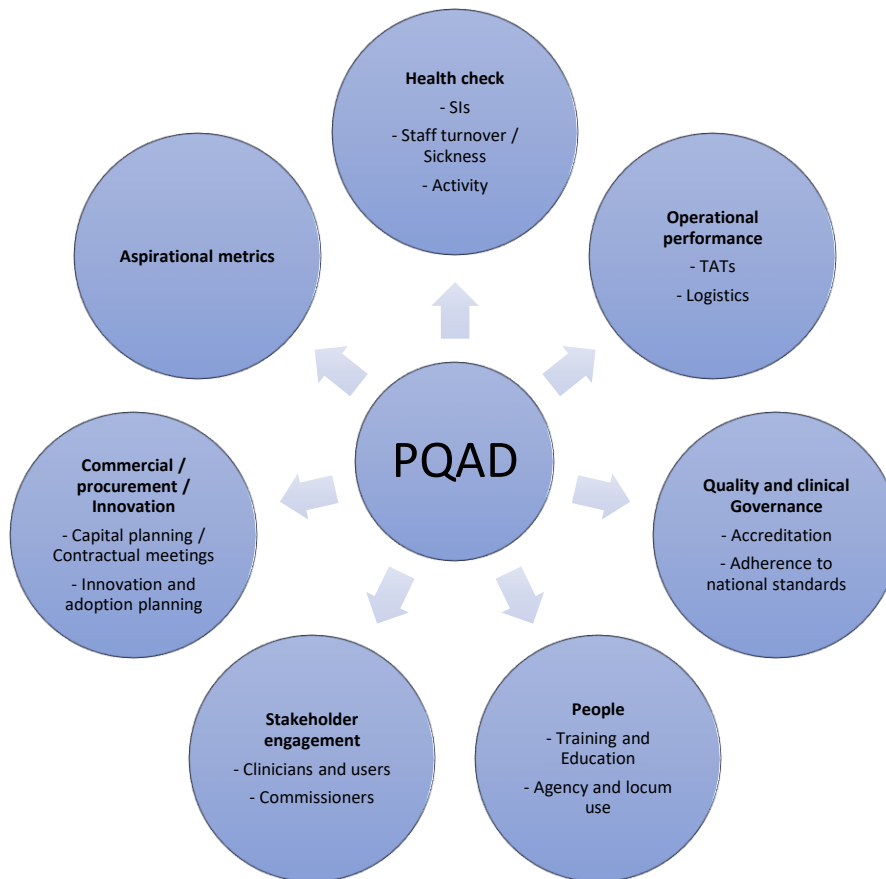 Health check
- SIs
- Staff turnover /
Sickness
- Activity
Operational
performance
- TATs
- Logistics
Quality and clinical
Governance
- Accreditation
- Adherence to
national standards
People
- Training and
Education
- Agency and locum
use
Stakeholder
engagement
- Clinicians and users
- Commissioners
Commercial /
procurement /
Innovation
- Capital planning /
Contractual meetings
- Innovation and
adoption planning
Aspirational metrics
PQAD